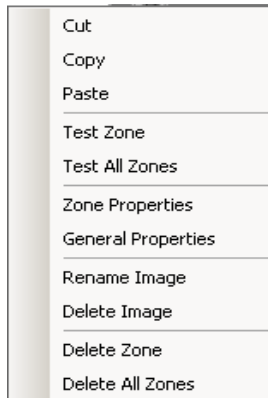 Cut
Copy
Paste
Test Zone
Test All Zones
Zone Properties
General Properties
Rename Image
Delete Image
Delete Zone
Delete All Zones